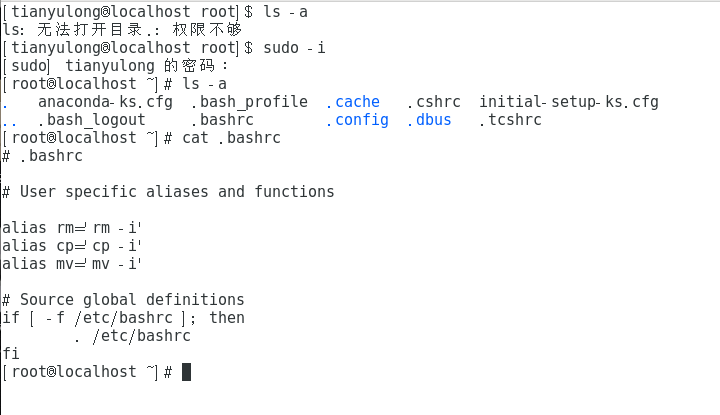 [tianyulong@localhost root]$ ls -a
ls: 无法打开目录.: 权限不够
[tianyulong@localhost root]$ sudo -i
[sudo] tianyulong 的密码：
[root@localhost ~]# ls -a
.   anaconda-ks.cfg  .bash_profile  .cache   .cshrc  initial-setup-ks.cfg
..  .bash_logout     .bashrc        .config  .dbus   .tcshrc
[root@localhost ~]# cat .bashrc
# .bashrc

# User specific aliases and functions

alias rm='rm -i'
alias cp='cp -i'
alias mv='mv -i'

# Source global definitions
if [ -f /etc/bashrc ]; then
        . /etc/bashrc
fi
[root@localhost ~]#